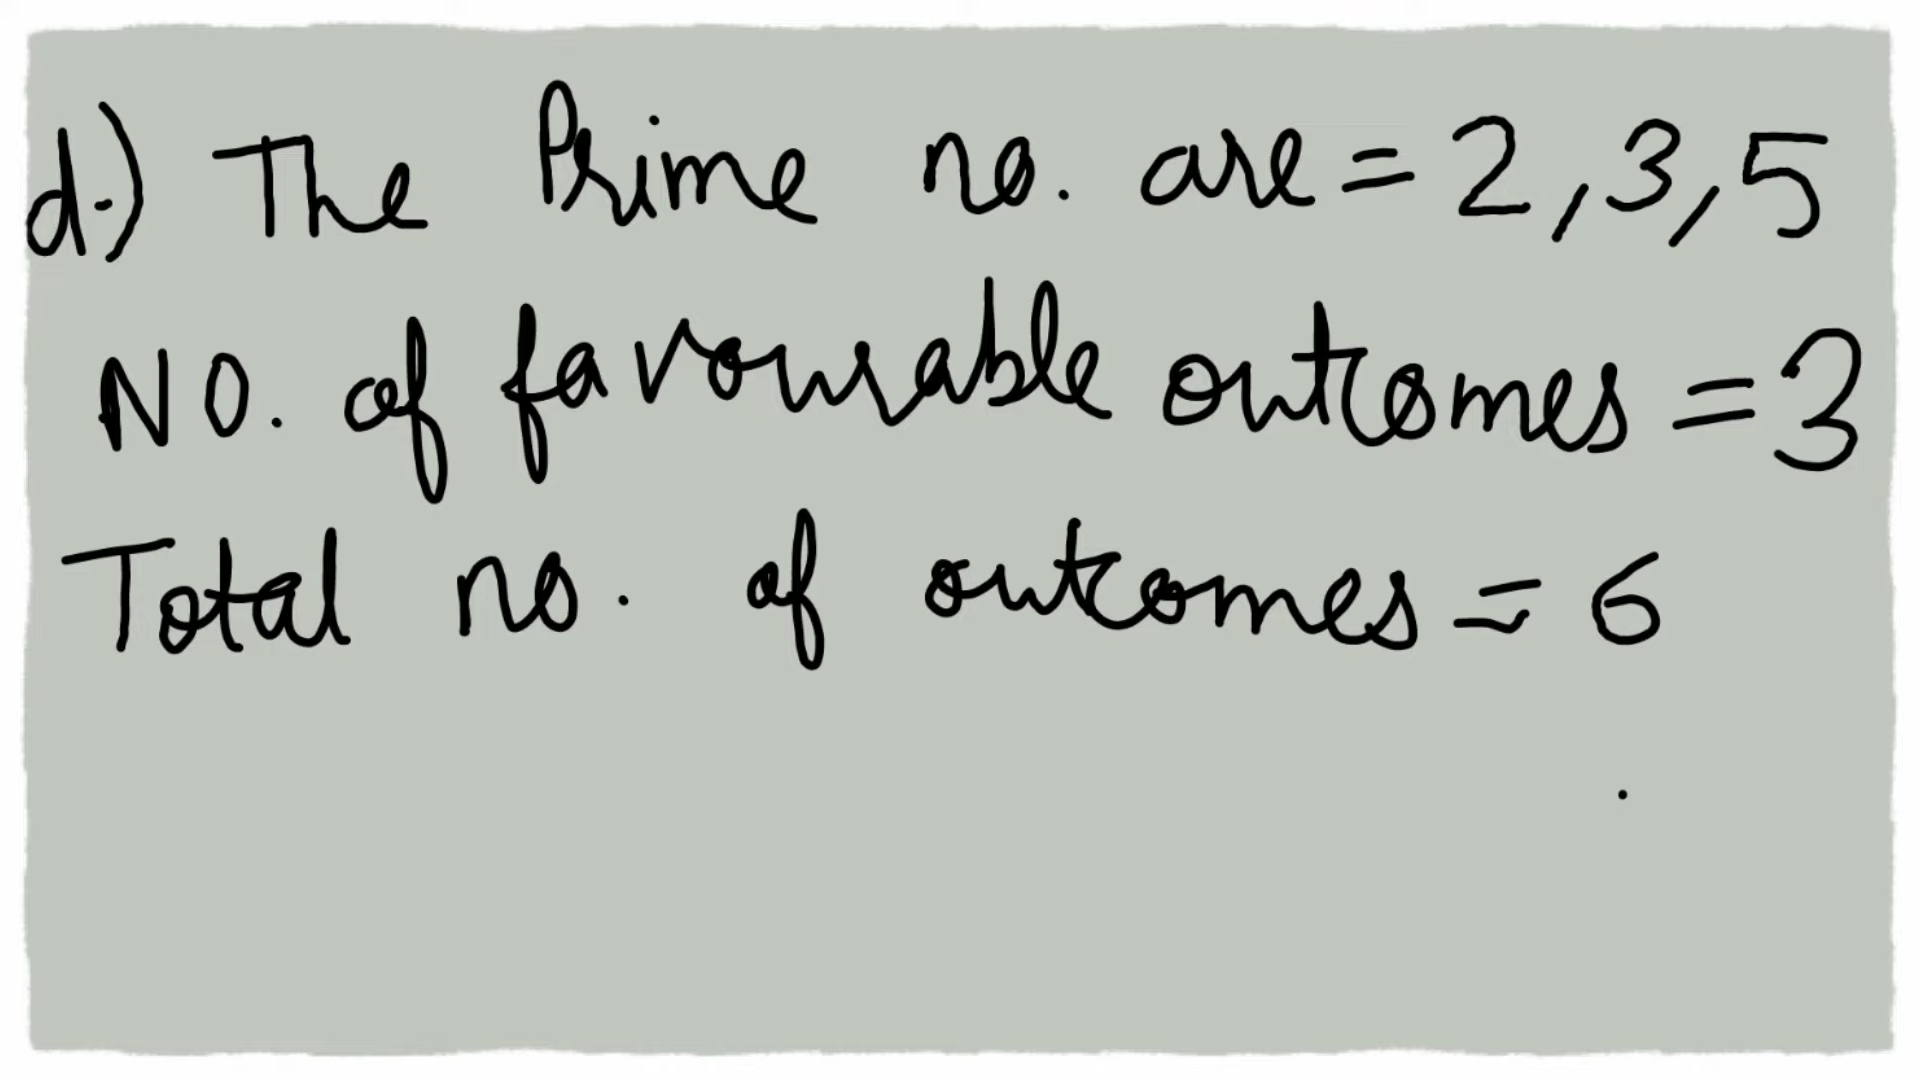 d.) The Prime no. are = 2, 3, 5
NO. of favourable outcomes = 3
Total no. of outcomes = 6